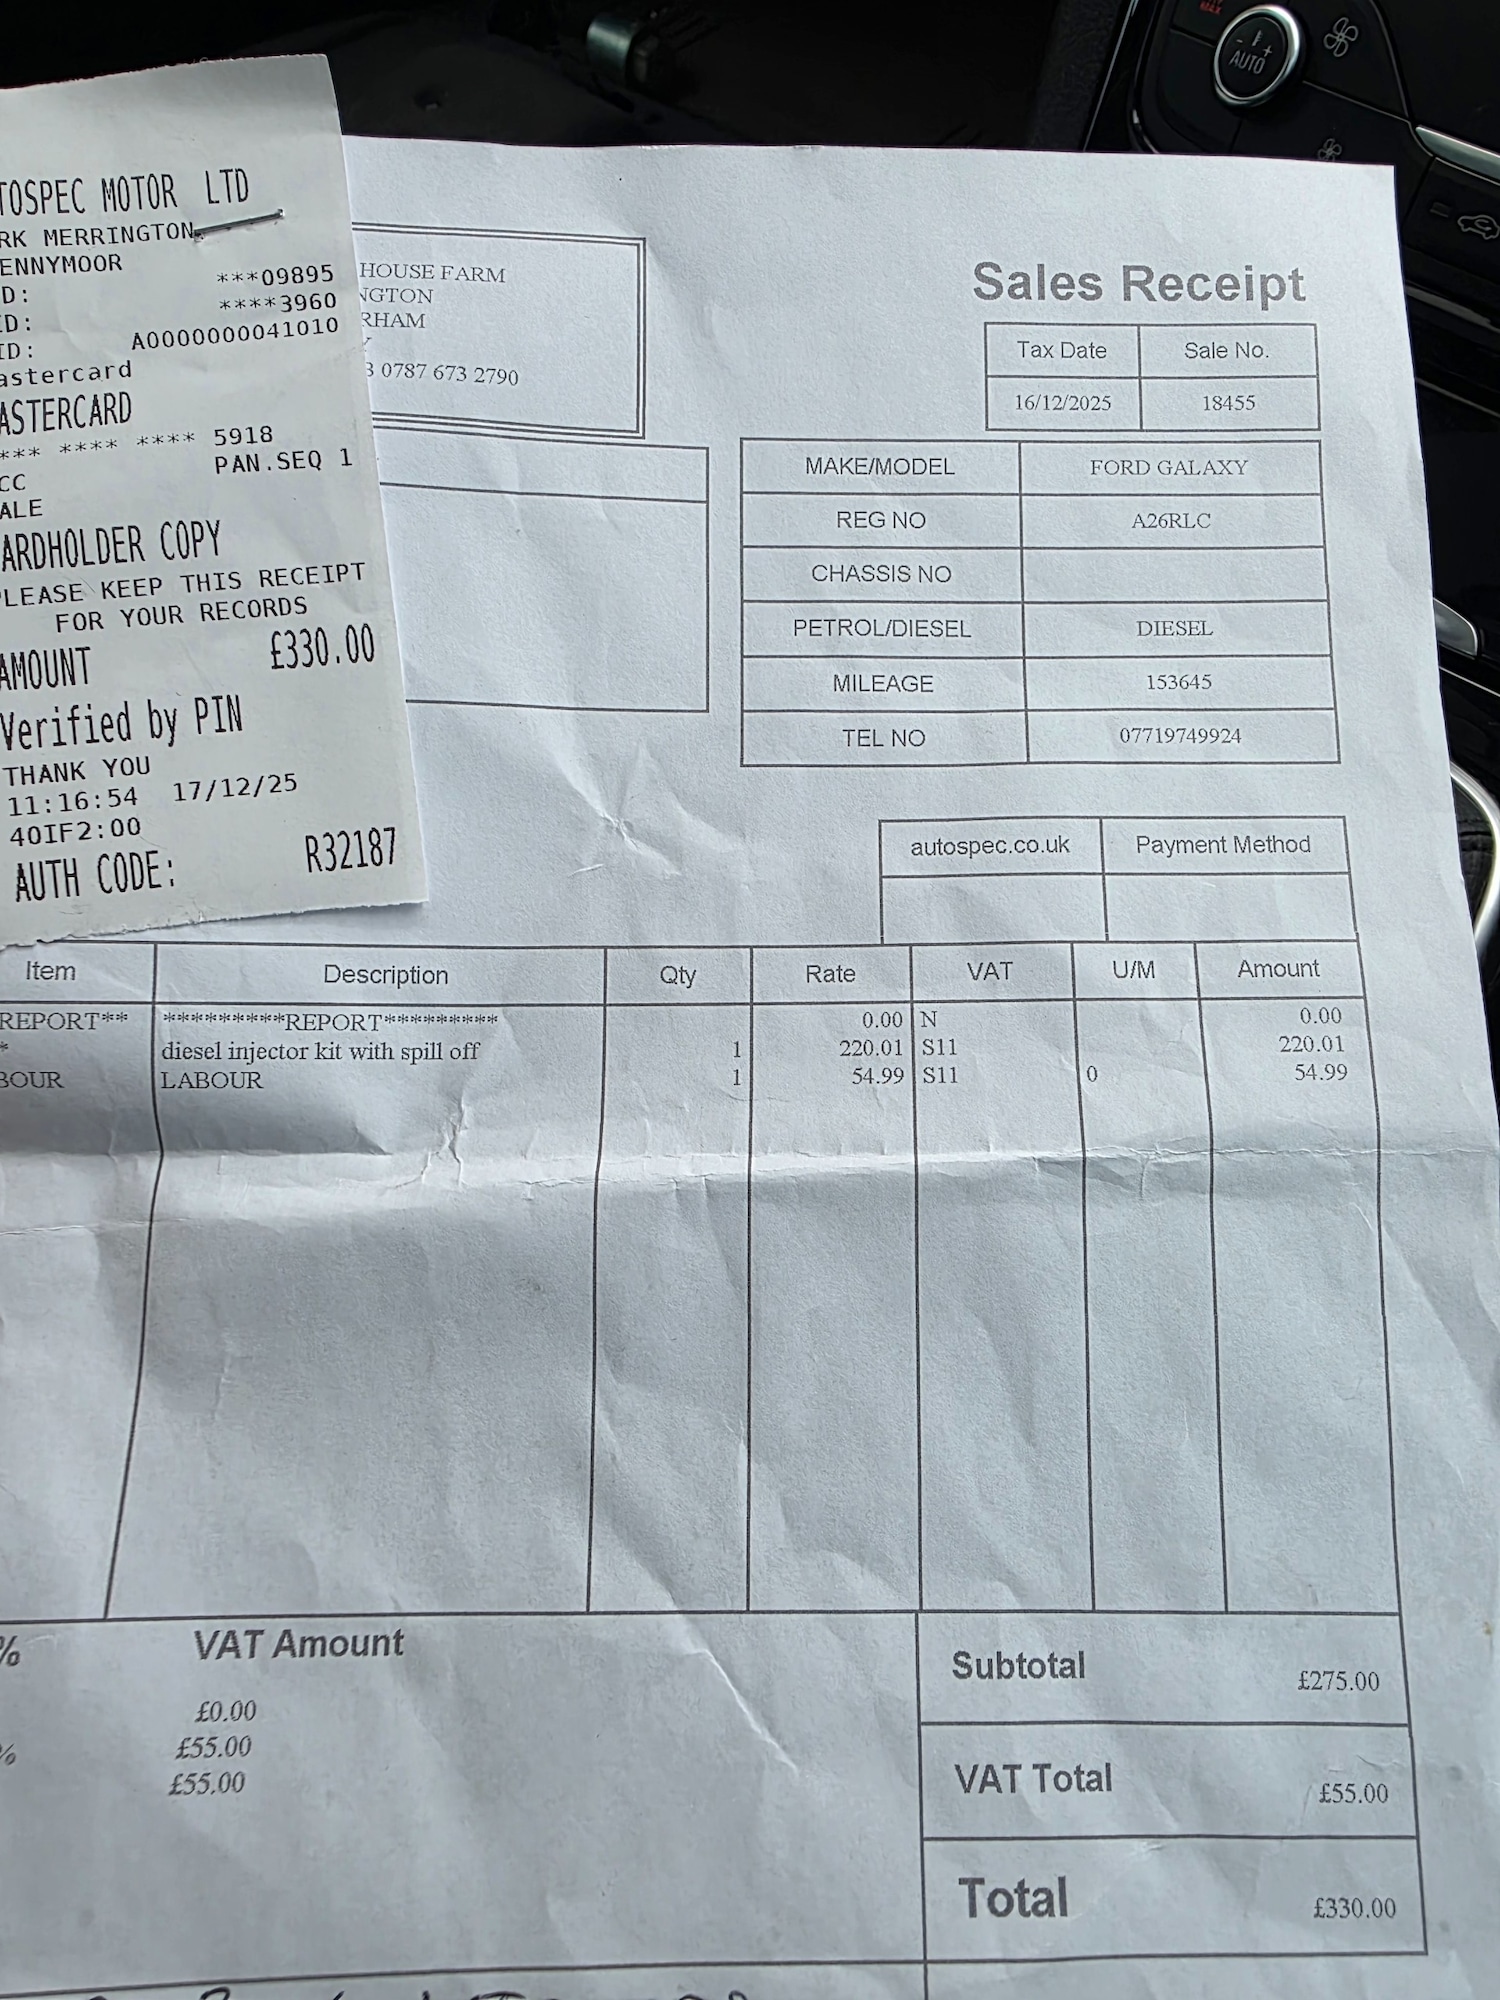 TOSPEC MOTOR LTD
RK MERRINGTON
ENNYMOOR
D: ***09895
ID: ****3960
ID: A0000000041010
astercard
ASTERCARD
*** **** **** 5918
CC PAN.SEQ 1
ALE
ARDHOLDER COPY
PLEASE KEEP THIS RECEIPT
FOR YOUR RECORDS
AMOUNT £330.00
Verified by PIN
THANK YOU
11:16:54 17/12/25
40IF2:00
AUTH CODE: R32187
HOUSE FARM
NGTON
RHAM
Y
3 0787 673 2790
Sales Receipt
Tax Date Sale No.
16/12/2025 18455
MAKE/MODEL FORD GALAXY
REG NO A26RLC
CHASSIS NO
PETROL/DIESEL DIESEL
MILEAGE 153645
TEL NO 07719749924
autospec.co.uk Payment Method
Item Description Qty Rate VAT U/M Amount
REPORT** *********REPORT********* 0.00 N 0.00
* diesel injector kit with spill off 1 220.01 S11 220.01
BOUR LABOUR 1 54.99 S11 0 54.99
% VAT Amount
£0.00
% £55.00
£55.00
Subtotal £275.00
VAT Total £55.00
Total £330.00